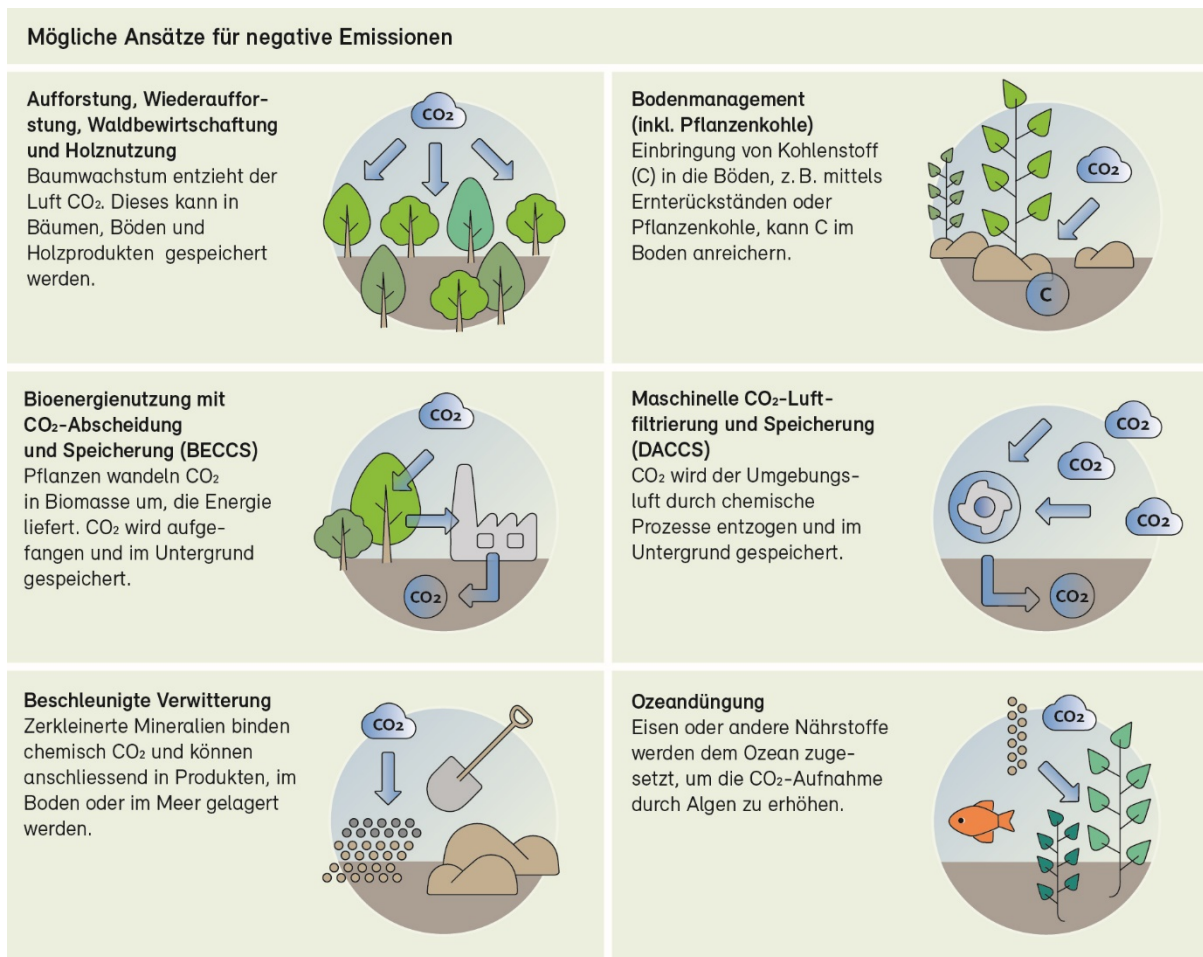 Mögliche Ansätze für negative Emissionen
Aufforstung, Wiederauffor-
stung, Waldbewirtschaftung
und Holznutzung
Baumwachstum entzieht der
Luft CO₂. Dieses kann in
Bäumen, Böden und
Holzprodukten gespeichert
werden.
CO2
Bodenmanagement
(inkl. Pflanzenkohle)
Einbringung von Kohlenstoff
(C) in die Böden, z. B. mittels
Ernterückständen oder
Pflanzenkohle, kann C im
Boden anreichern.
CO2
C
Bioenergienutzung mit
CO₂-Abscheidung
und Speicherung (BECCS)
Pflanzen wandeln CO₂
in Biomasse um, die Energie
liefert. CO₂ wird aufge-
fangen und im Untergrund
gespeichert.
CO2
CO2
Maschinelle CO₂-Luft-
filtrierung und Speicherung
(DACCS)
CO₂ wird der Umgebungs-
luft durch chemische
Prozesse entzogen und im
Untergrund gespeichert.
CO2
CO2
CO2
CO2
Beschleunigte Verwitterung
Zerkleinerte Mineralien binden
chemisch CO₂ und können
anschliessend in Produkten, im
Boden oder im Meer gelagert
werden.
CO2
Ozeandüngung
Eisen oder andere Nährstoffe
werden dem Ozean zuge-
setzt, um die CO₂-Aufnahme
durch Algen zu erhöhen.
CO2